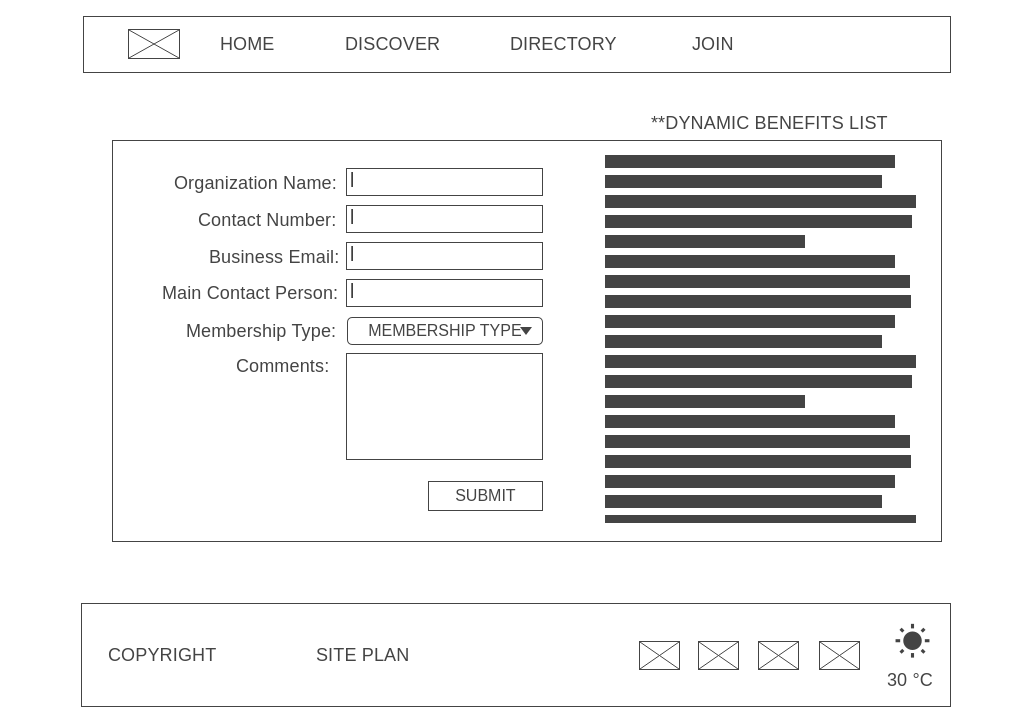 HOME DISCOVER DIRECTORY JOIN
**DYNAMIC BENEFITS LIST
Organization Name:
Contact Number:
Business Email:
Main Contact Person:
Membership Type: MEMBERSHIP TYPE
Comments:
SUBMIT
COPYRIGHT SITE PLAN
30 °C